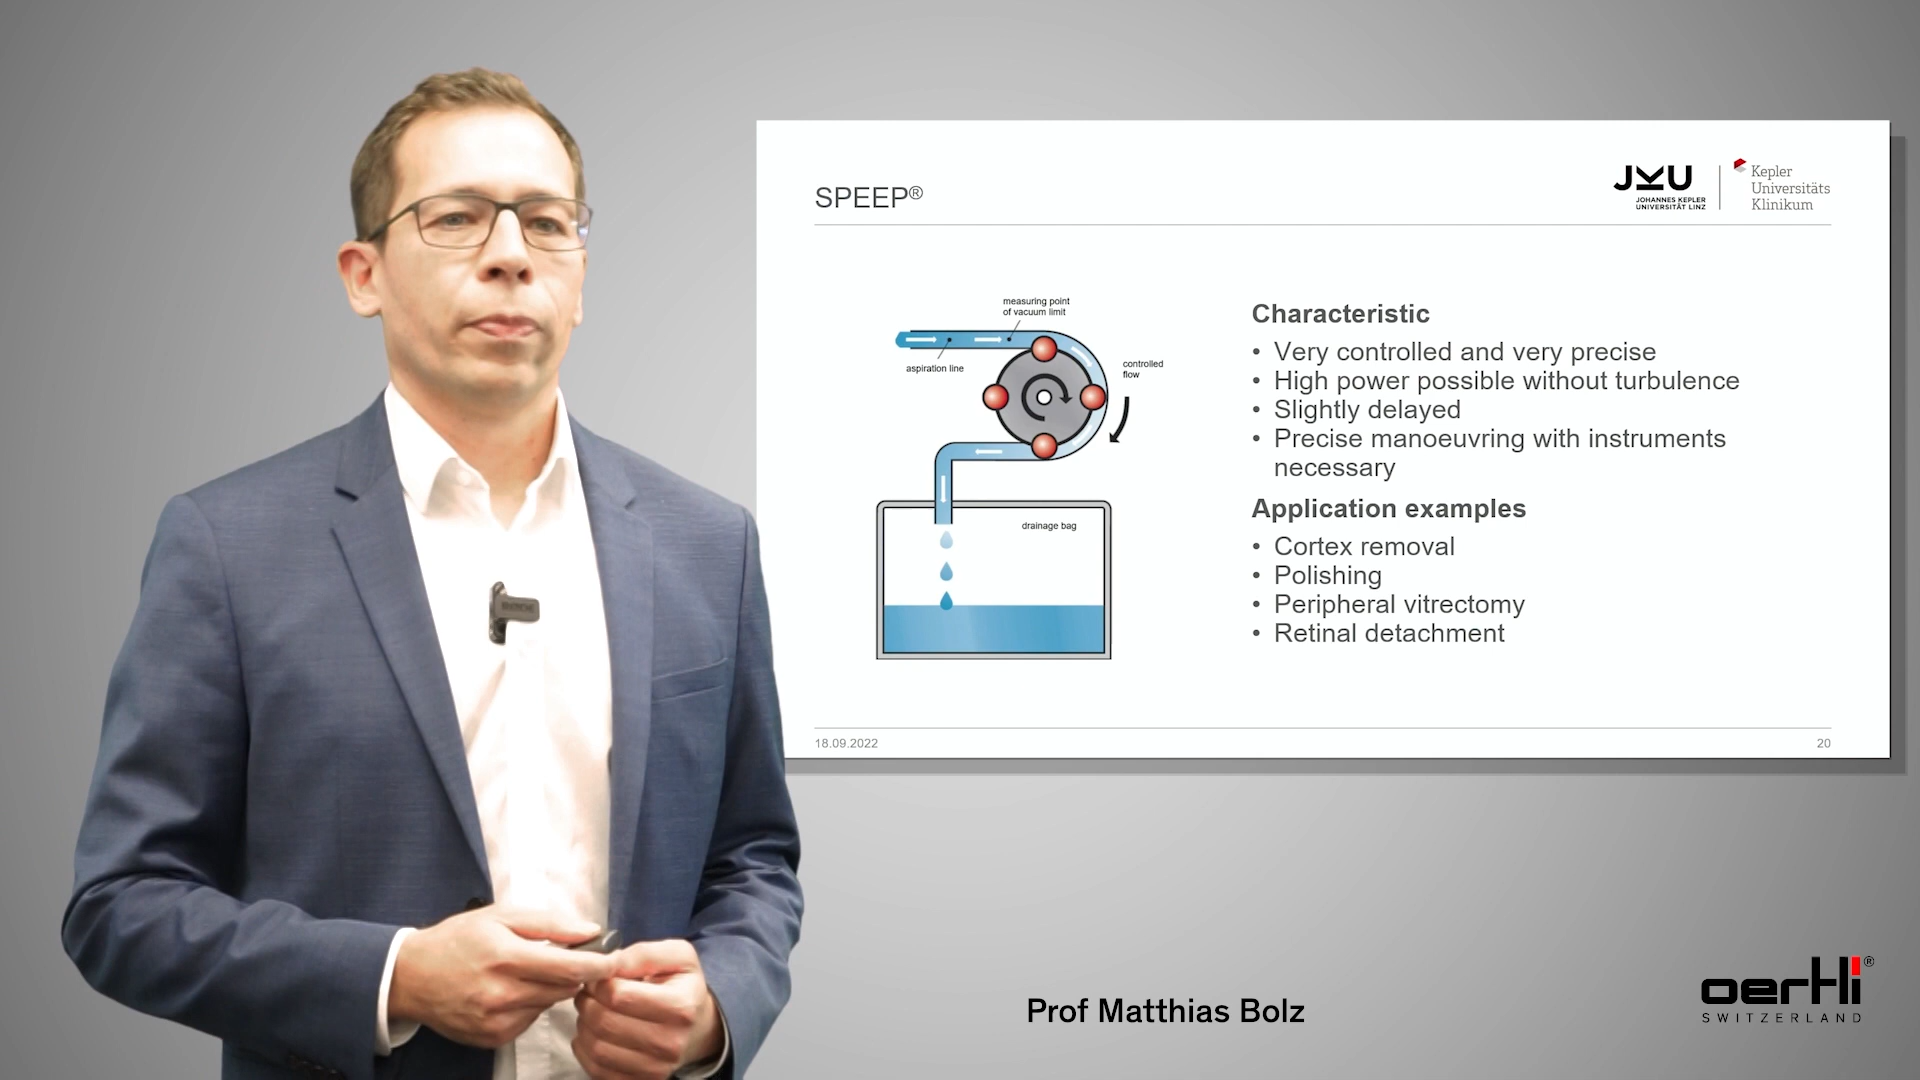 SPEEP®
JKU
JOHANNES KEPLER
UNIVERSITÄT LINZ
Kepler
Universitäts
Klinikum
measuring point
of vacuum limit
aspiration line
controlled
flow
drainage bag
Characteristic
• Very controlled and very precise
• High power possible without turbulence
• Slightly delayed
• Precise manoeuvring with instruments
necessary
Application examples
• Cortex removal
• Polishing
• Peripheral vitrectomy
• Retinal detachment
18.09.2022
20
Prof Matthias Bolz
oertli®
SWITZERLAND